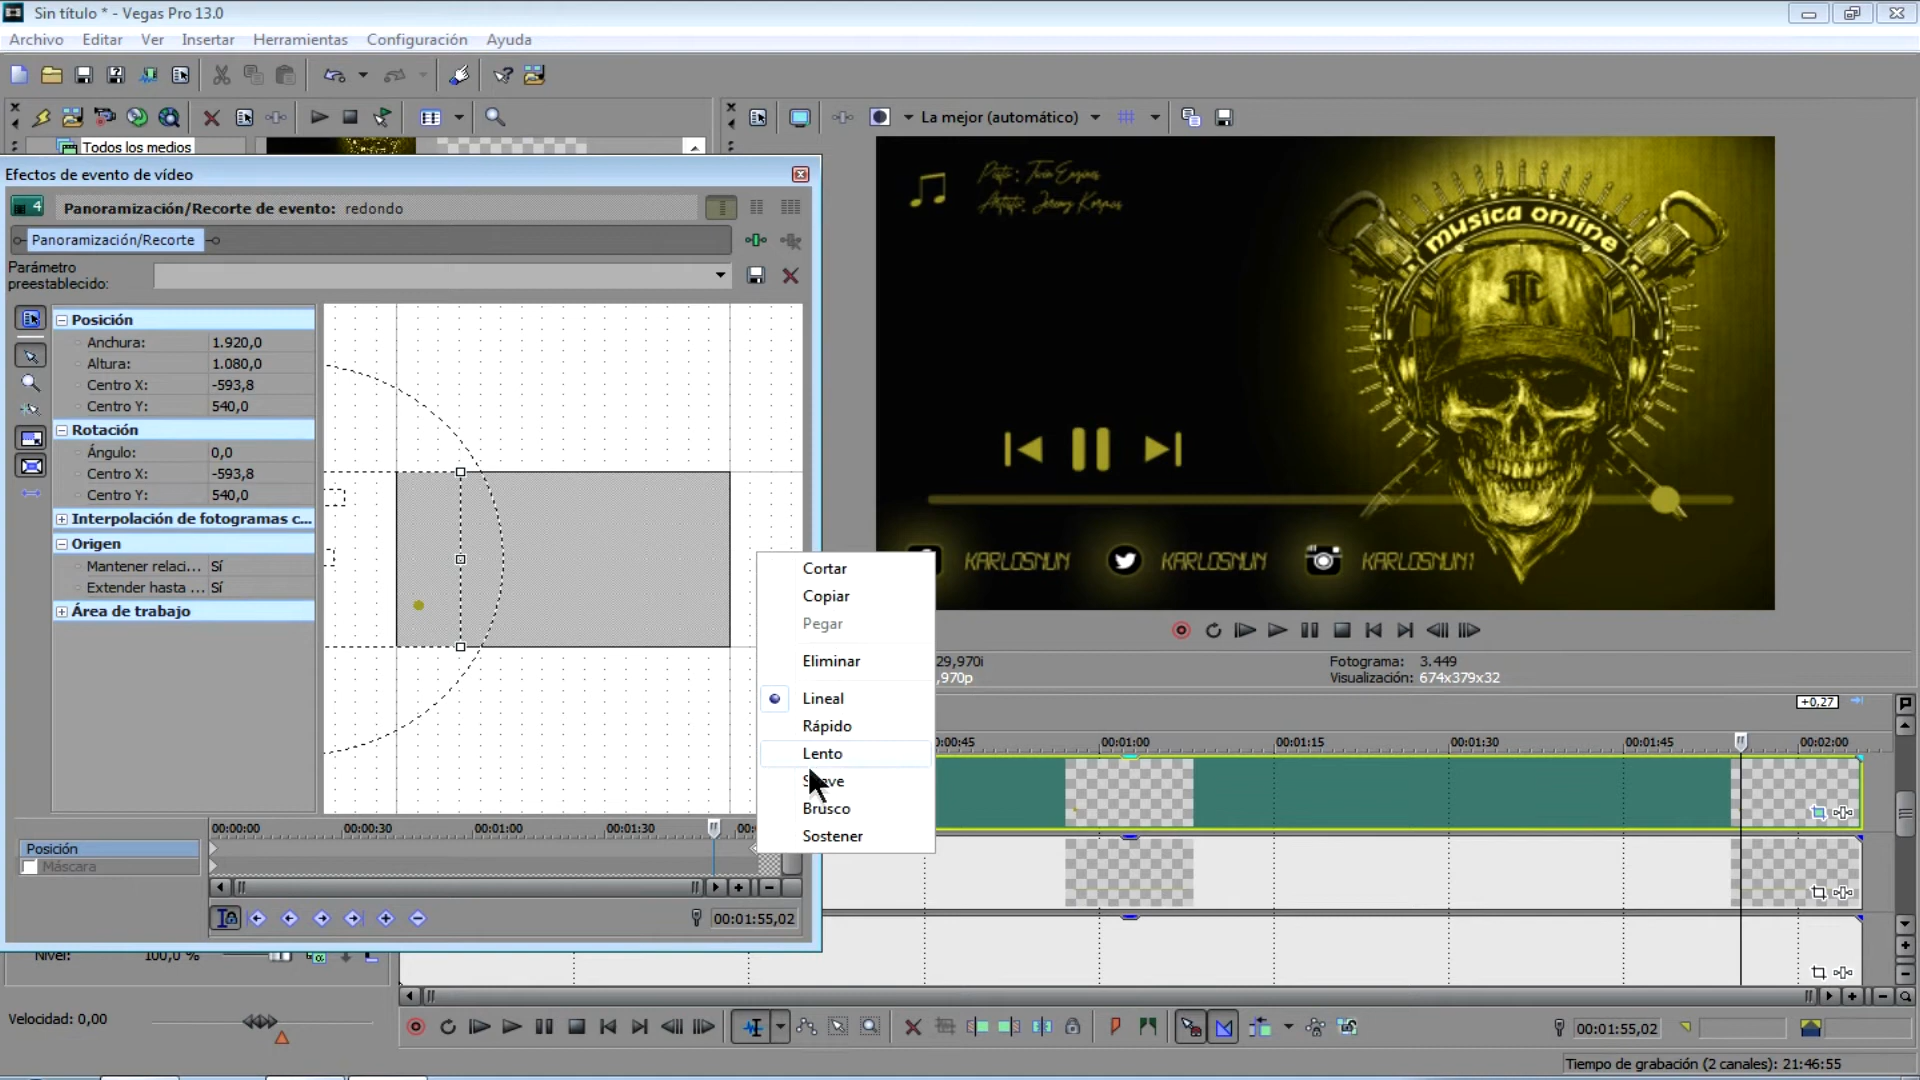 Sin título * - Vegas Pro 13.0
Archivo Editar Ver Insertar Herramientas Configuración Ayuda
La mejor (automático)
Todos los medios
Efectos de evento de vídeo
4 Panoramización/Recorte de evento: redondo
Panoramización/Recorte
Parámetro
preestablecido:
Posición
Anchura: 1.920,0
Altura: 1.080,0
Centro X: -593,8
Centro Y: 540,0
Rotación
Ángulo: 0,0
Centro X: -593,8
Centro Y: 540,0
Interpolación de fotogramas c...
Origen
Mantener relaci... Sí
Extender hasta ... Sí
Área de trabajo
00:00:00 00:00:30 00:01:00 00:01:30
Posición
Máscara
00:01:55,02
Cortar
Copiar
Pegar
Eliminar
Lineal
Rápido
Lento
Brusco
Sostener
musica online
KARLOSNUN KARLOSNUN KARLOSNUN1
29,970i
,970p
Fotograma: 3.449
Visualización: 674x379x32
+0,27
0:00:45 00:01:00 00:01:15 00:01:30 00:01:45 00:02:00
Nivel: 100,0 %
Velocidad: 0,00
00:01:55,02
Tiempo de grabación (2 canales): 21:46:55